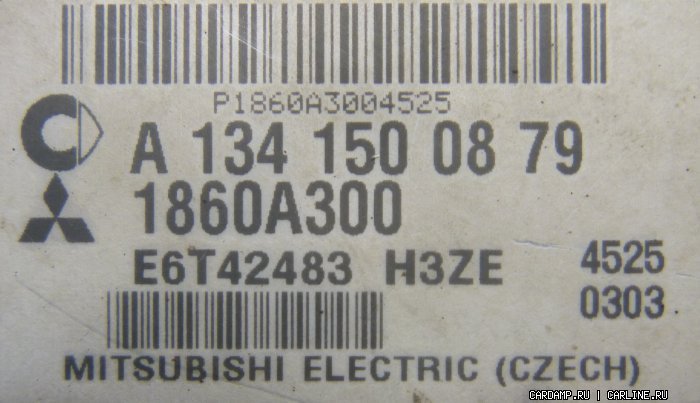 P1860A3004525
A 134 150 08 79
1860A300
E6T42483 H3ZE 4525
0303
MITSUBISHI ELECTRIC (CZECH)
CARDAMP.RU | CARLINE.RU